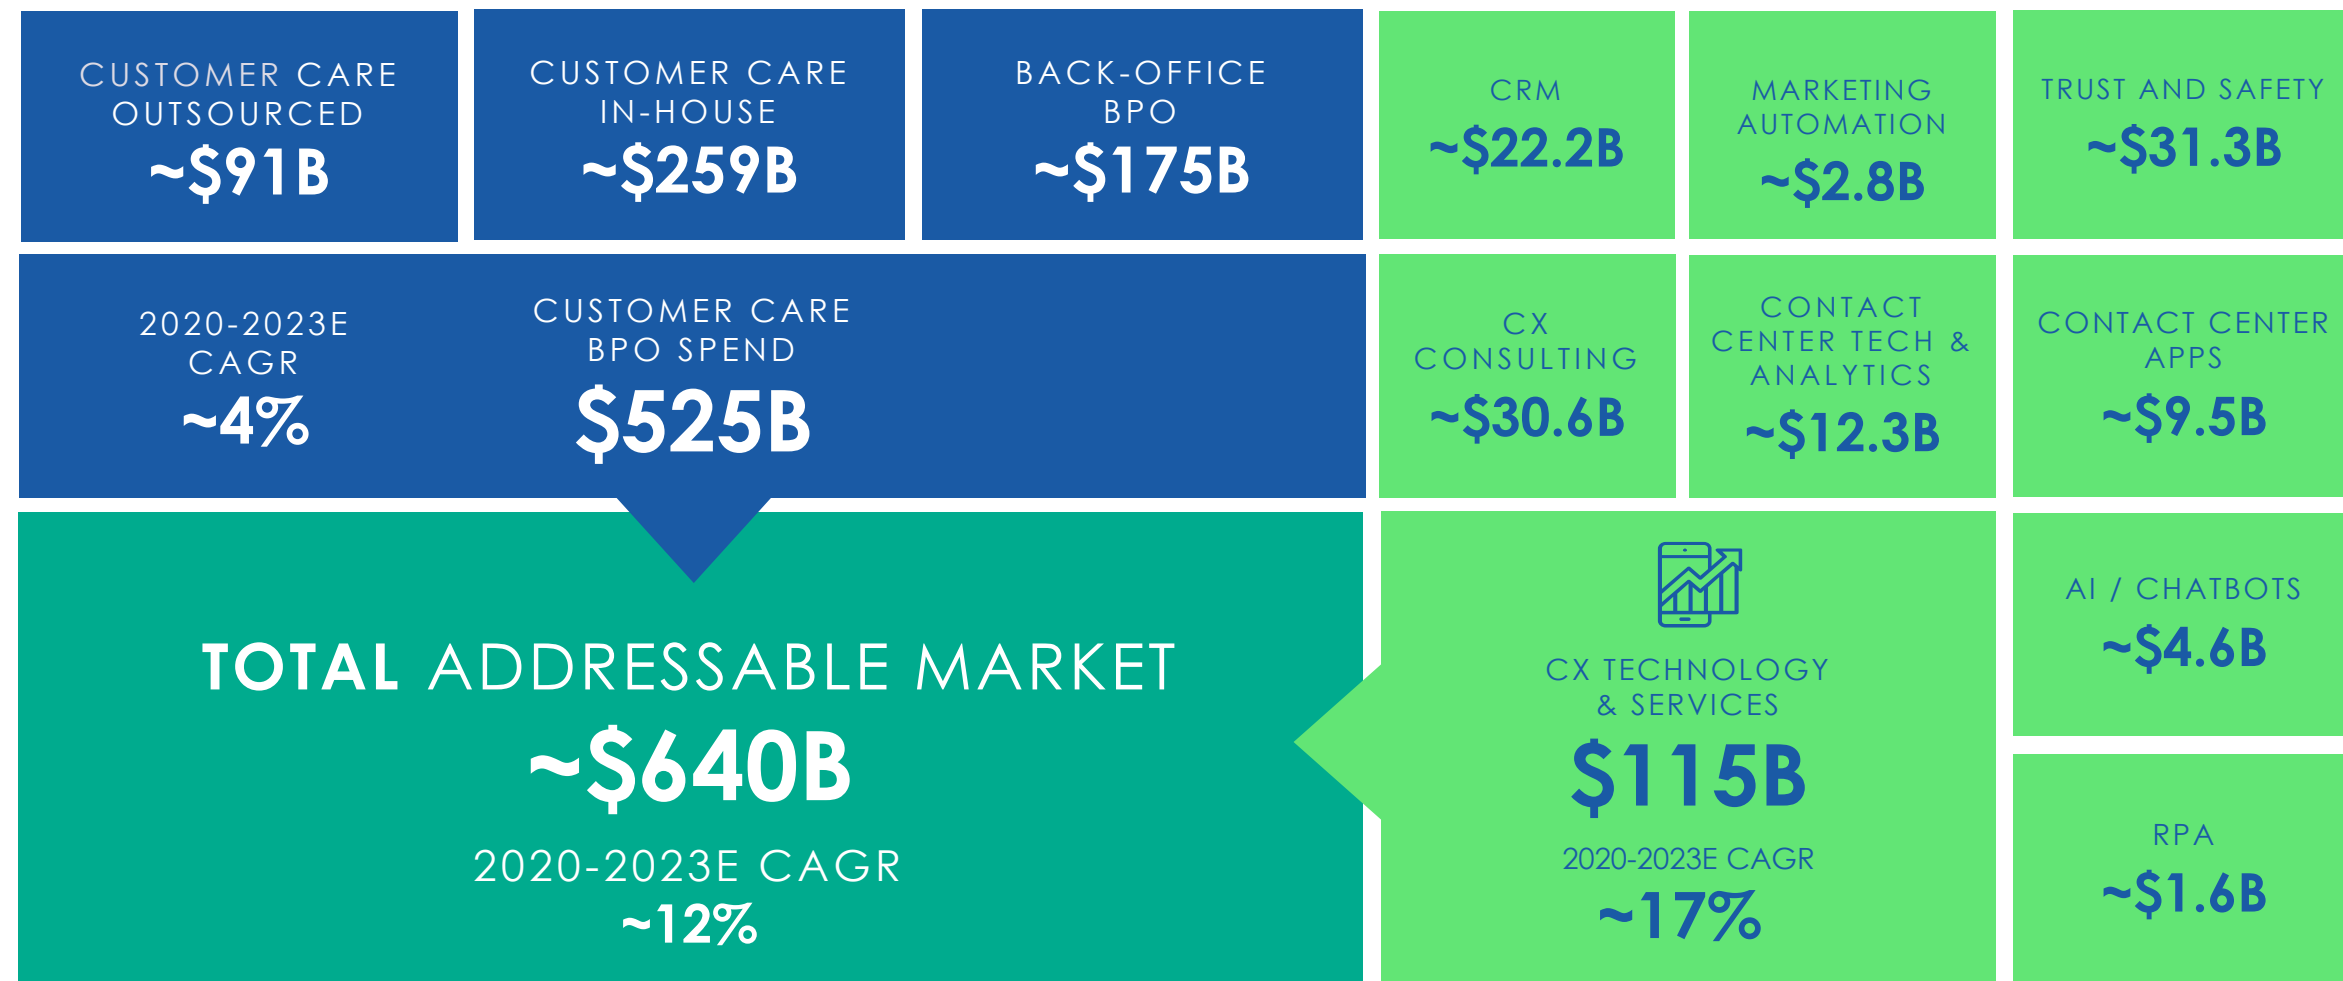 CUSTOMER CARE
OUTSOURCED
~$91B
CUSTOMER CARE
IN-HOUSE
~$259B
BACK-OFFICE
BPO
~$175B
CRM
~$22.2B
MARKETING
AUTOMATION
~$2.8B
TRUST AND SAFETY
~$31.3B
2020-2023E
CAGR
~4%
CUSTOMER CARE
BPO SPEND
$525B
CX
CONSULTING
~$30.6B
CONTACT
CENTER TECH &
ANALYTICS
~$12.3B
CONTACT CENTER
APPS
~$9.5B
TOTAL ADDRESSABLE MARKET
~$640B
2020-2023E CAGR
~12%
CX TECHNOLOGY
& SERVICES
$115B
2020-2023E CAGR
~17%
AI / CHATBOTS
~$4.6B
RPA
~$1.6B